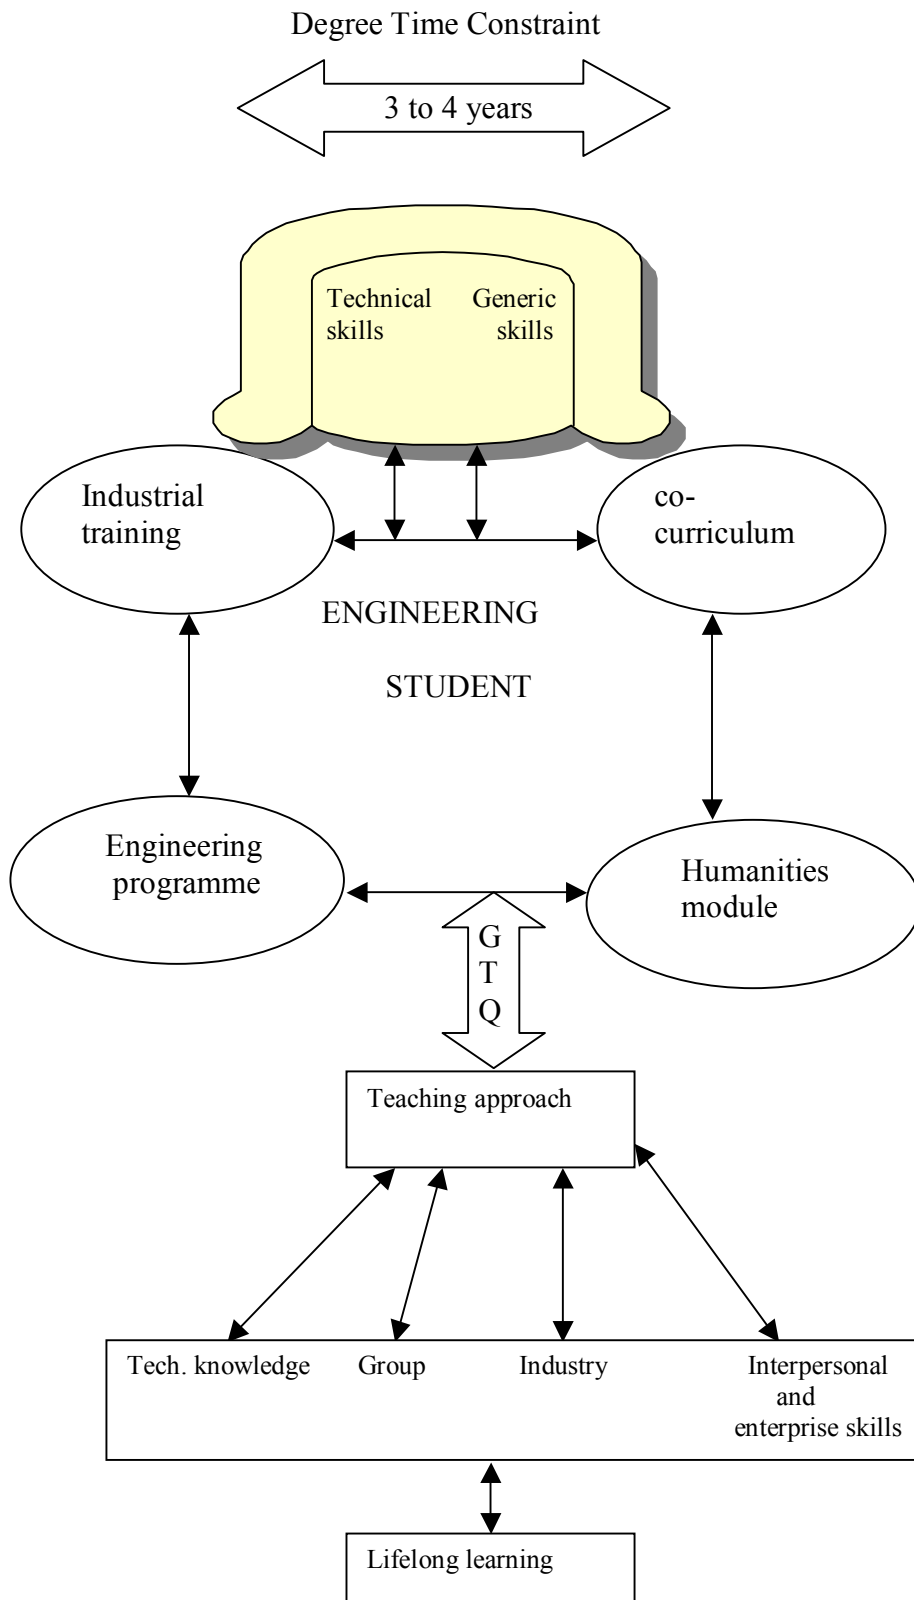 Degree Time Constraint
3 to 4 years
Technical skills
Generic skills
Industrial
training
co-
curriculum
ENGINEERING
STUDENT
Engineering
programme
Humanities
module
G
T
Q
Teaching approach
Tech. knowledge
Group
Industry
Interpersonal
and
enterprise skills
Lifelong learning